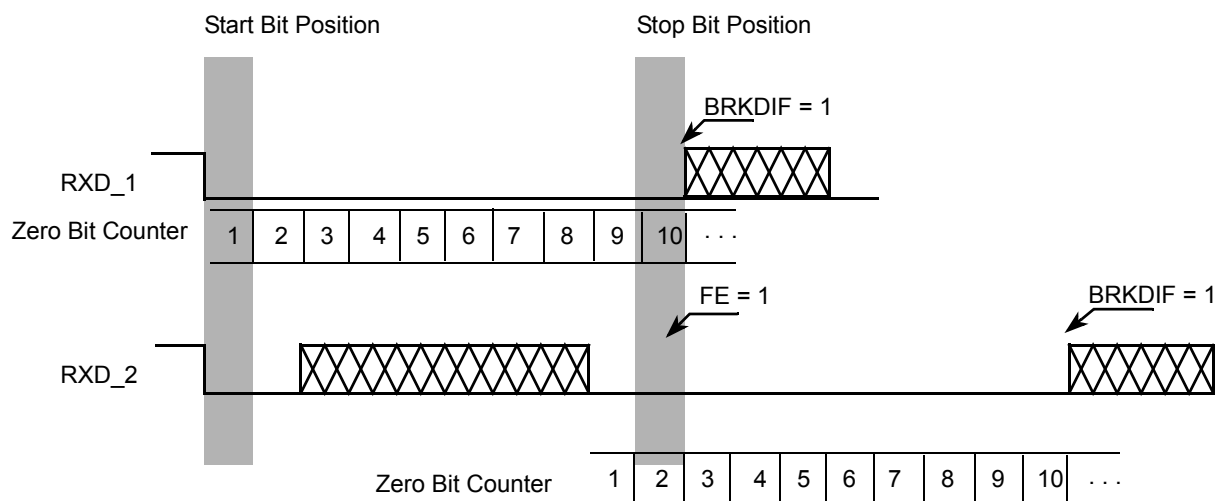 Start Bit Position Stop Bit Position
BRKDIF = 1
RXD_1
Zero Bit Counter 1 2 3 4 5 6 7 8 9 10 . . .
FE = 1 BRKDIF = 1
RXD_2
Zero Bit Counter 1 2 3 4 5 6 7 8 9 10 . . .